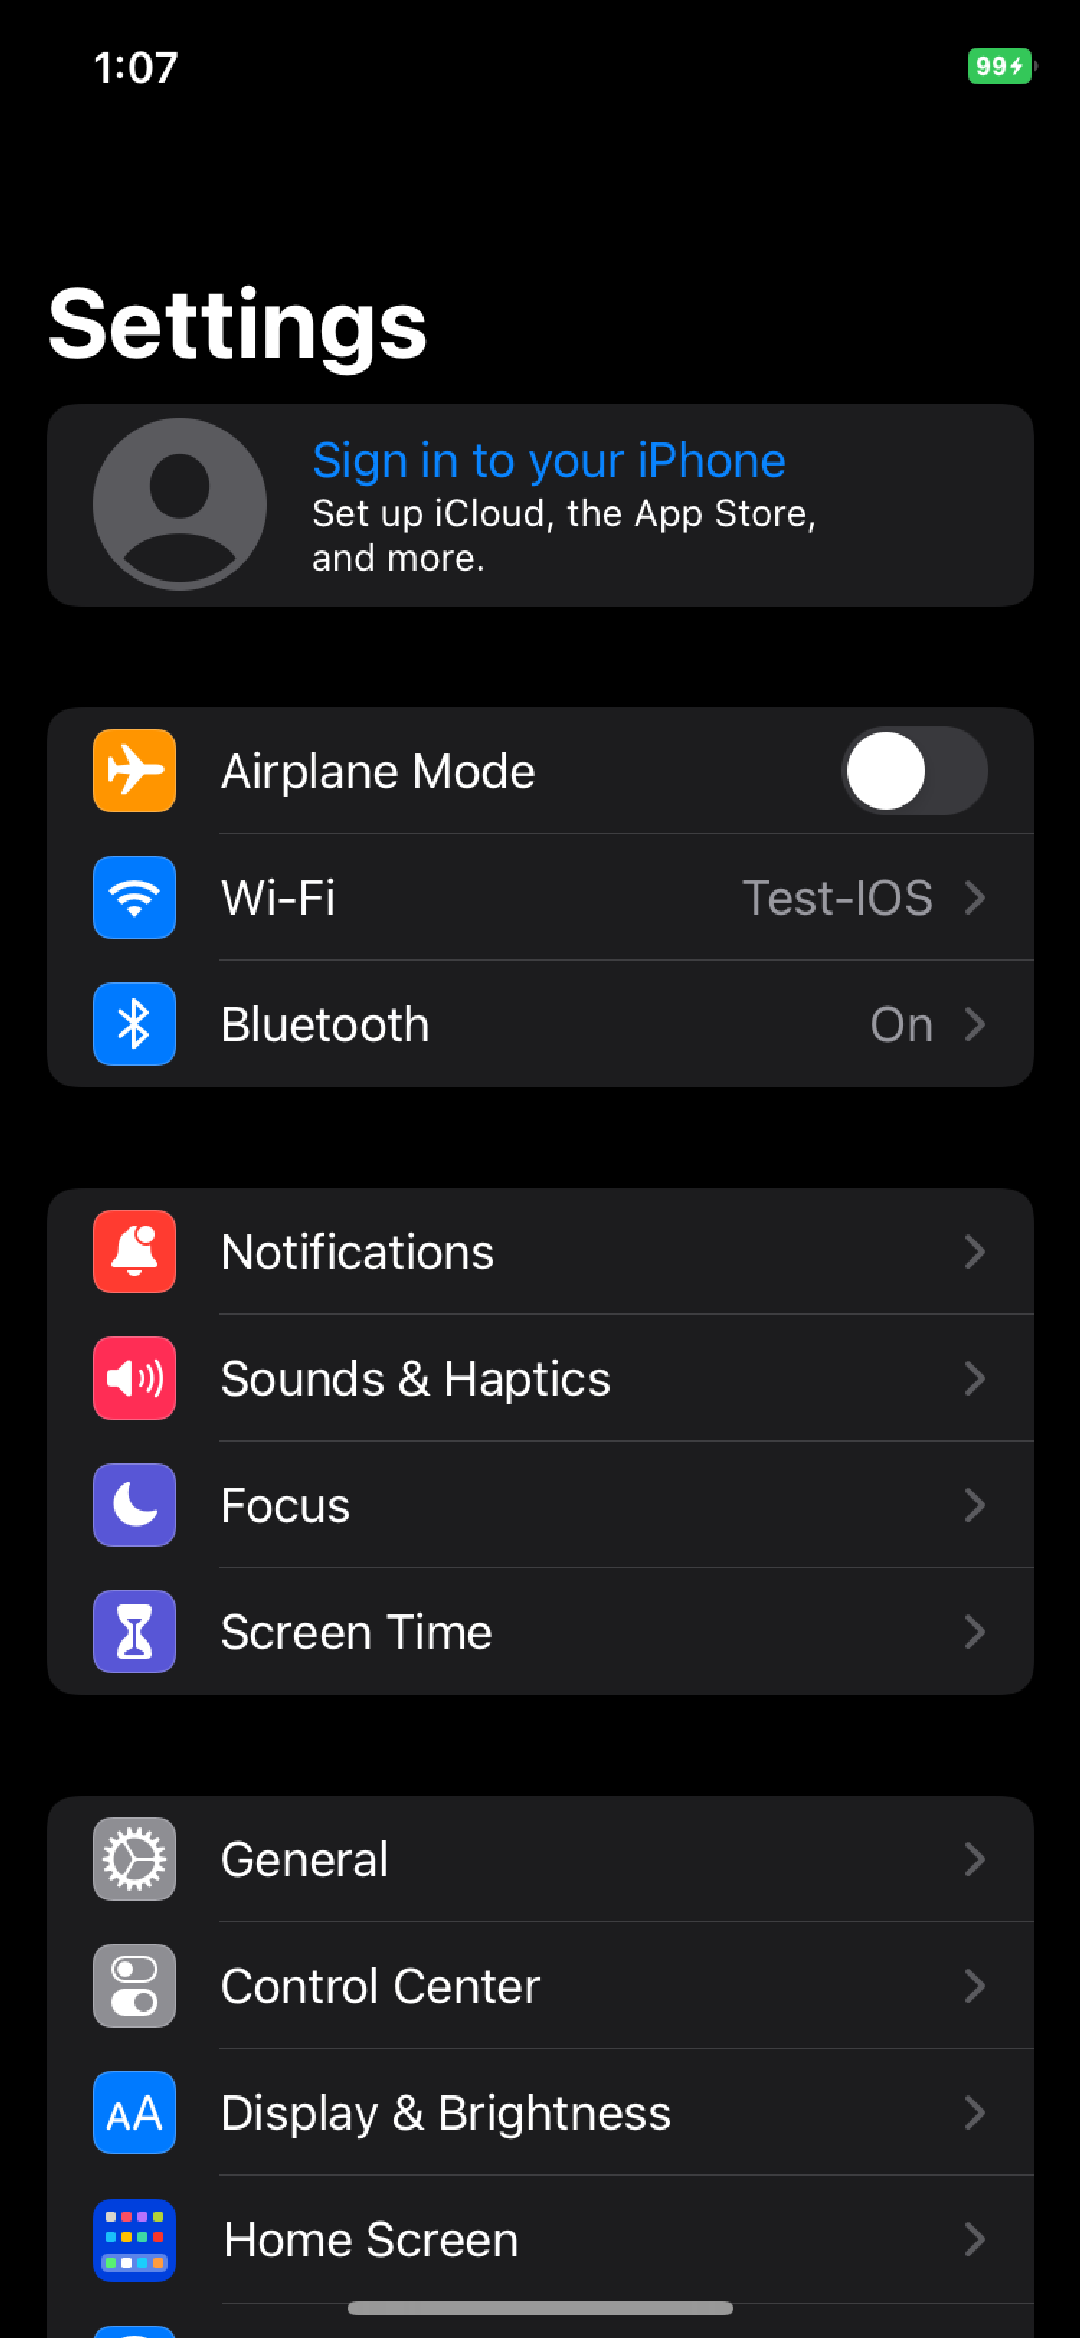 1:07
99
Settings
Sign in to your iPhone
Set up iCloud, the App Store,
and more.
Airplane Mode
Wi-Fi Test-IOS
Bluetooth On
Notifications
Sounds & Haptics
Focus
Screen Time
General
Control Center
AA Display & Brightness
Home Screen